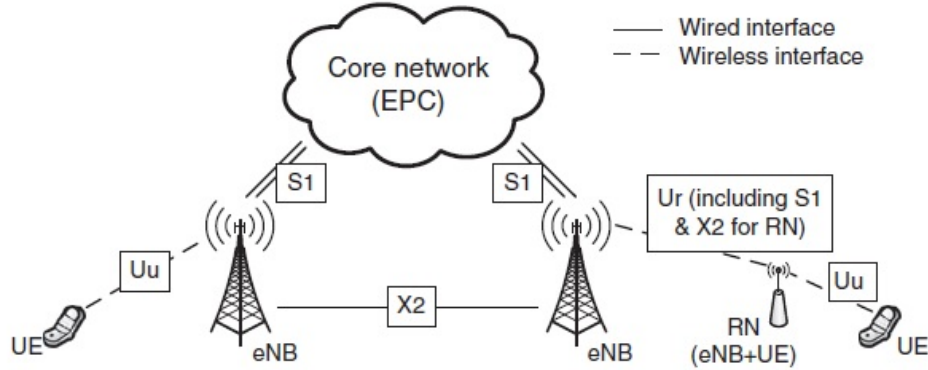 Wired interface
Wireless interface
Core network
(EPC)
S1
S1
Ur (including S1
& X2 for RN)
Uu
Uu
X2
UE
eNB
eNB
RN
(eNB+UE)
UE